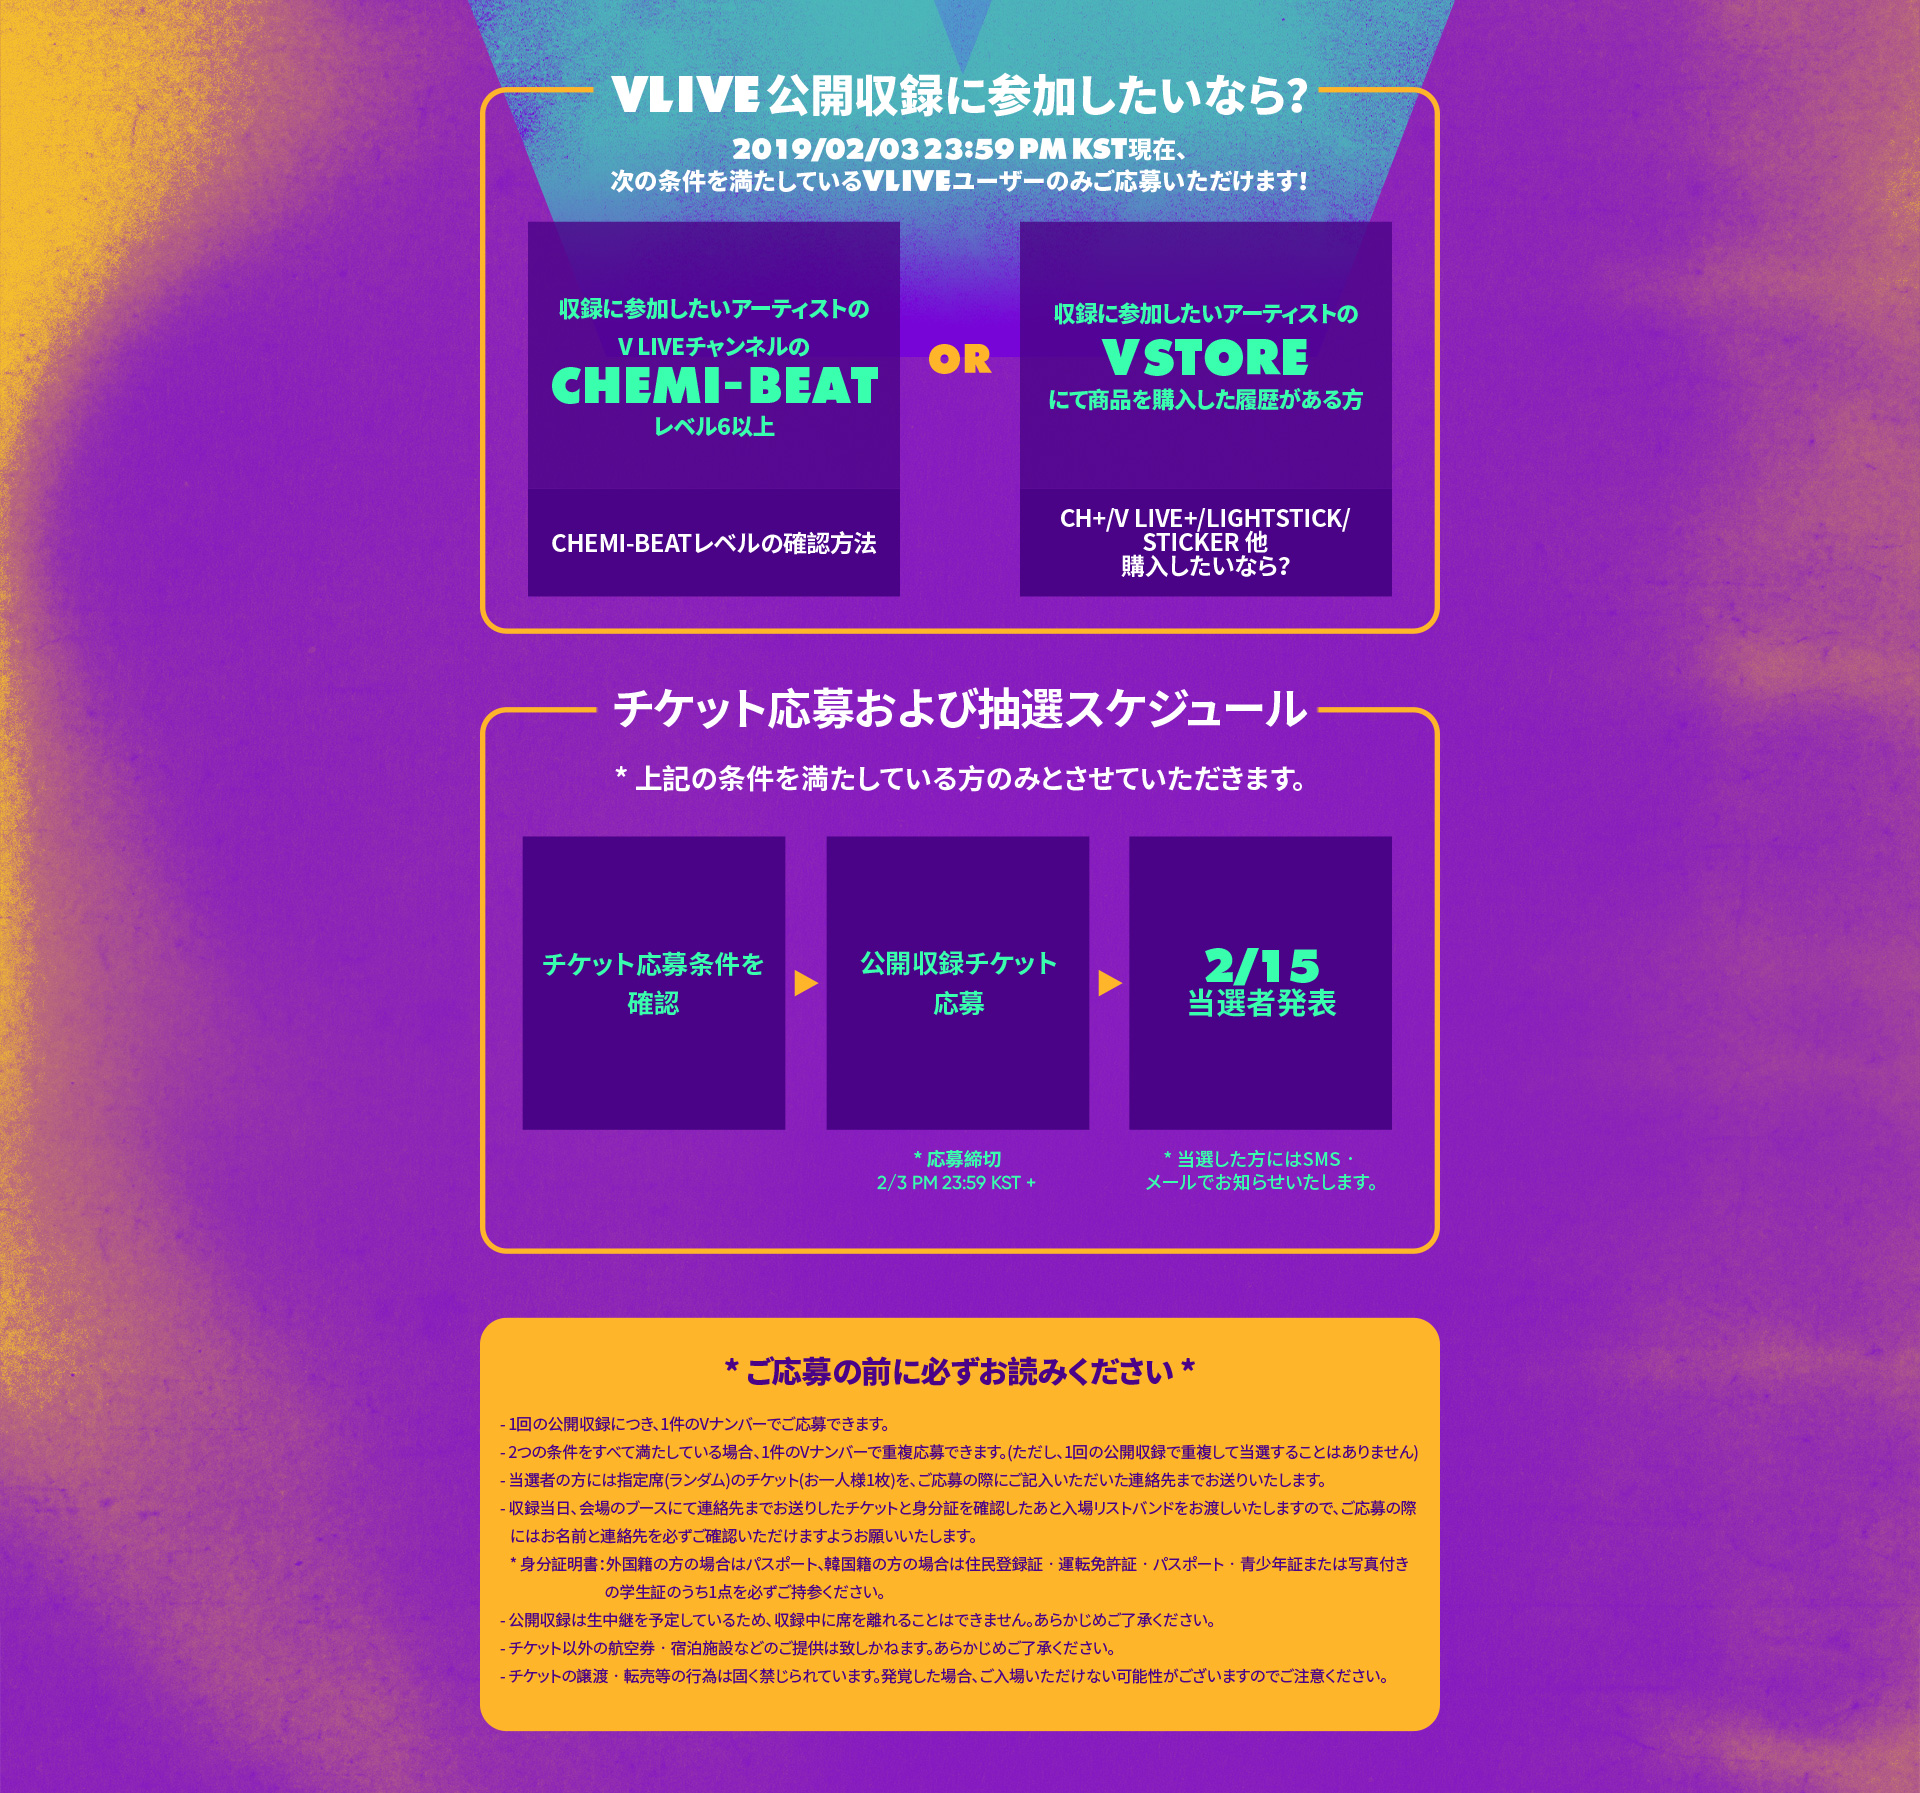 VLIVE 公開収録に参加したいなら?
2019/02/03 23:59 PM KST現在、
次の条件を満たしているVLIVEユーザーのみご応募いただけます!
収録に参加したいアーティストの
V LIVEチャンネルの
CHEMI-BEAT
レベル6以上
CHEMI-BEATレベルの確認方法
OR
収録に参加したいアーティストの
V STORE
にて商品を購入した履歴がある方
CH+/V LIVE+/LIGHTSTICK/
STICKER 他
購入したいなら?
チケット応募および抽選スケジュール
* 上記の条件を満たしている方のみとさせていただきます。
チケット応募条件を
確認
公開収録チケット
応募
* 応募締切
2/3 PM 23:59 KST +
2/15
当選者発表
* 当選した方にはSMS・
メールでお知らせいたします。
* ご応募の前に必ずお読みください *
- 1回の公開収録につき、1件のVナンバーでご応募できます。
- 2つの条件をすべて満たしている場合、1件のVナンバーで重複応募できます。(ただし、1回の公開収録で重複して当選することはありません)
- 当選者の方には指定席(ランダム)のチケット(お一人様1枚)を、ご応募の際にご記入いただいた連絡先までお送りいたします。
- 収録当日、会場のブースにて連絡先までお送りしたチケットと身分証を確認したあと入場リストバンドをお渡しいたしますので、ご応募の際
にはお名前と連絡先を必ずご確認いただけますようお願いいたします。
* 身分証明書：外国籍の方の場合はパスポート、韓国籍の方の場合は住民登録証・運転免許証・パスポート・青少年証または写真付き
の学生証のうち1点を必ずご持参ください。
- 公開収録は生中継を予定しているため、収録中に席を離れることはできません。あらかじめご了承ください。
- チケット以外の航空券・宿泊施設などのご提供は致しかねます。あらかじめご了承ください。
- チケットの譲渡・転売等の行為は固く禁じられています。発覚した場合、ご入場いただけない可能性がございますのでご注意ください。